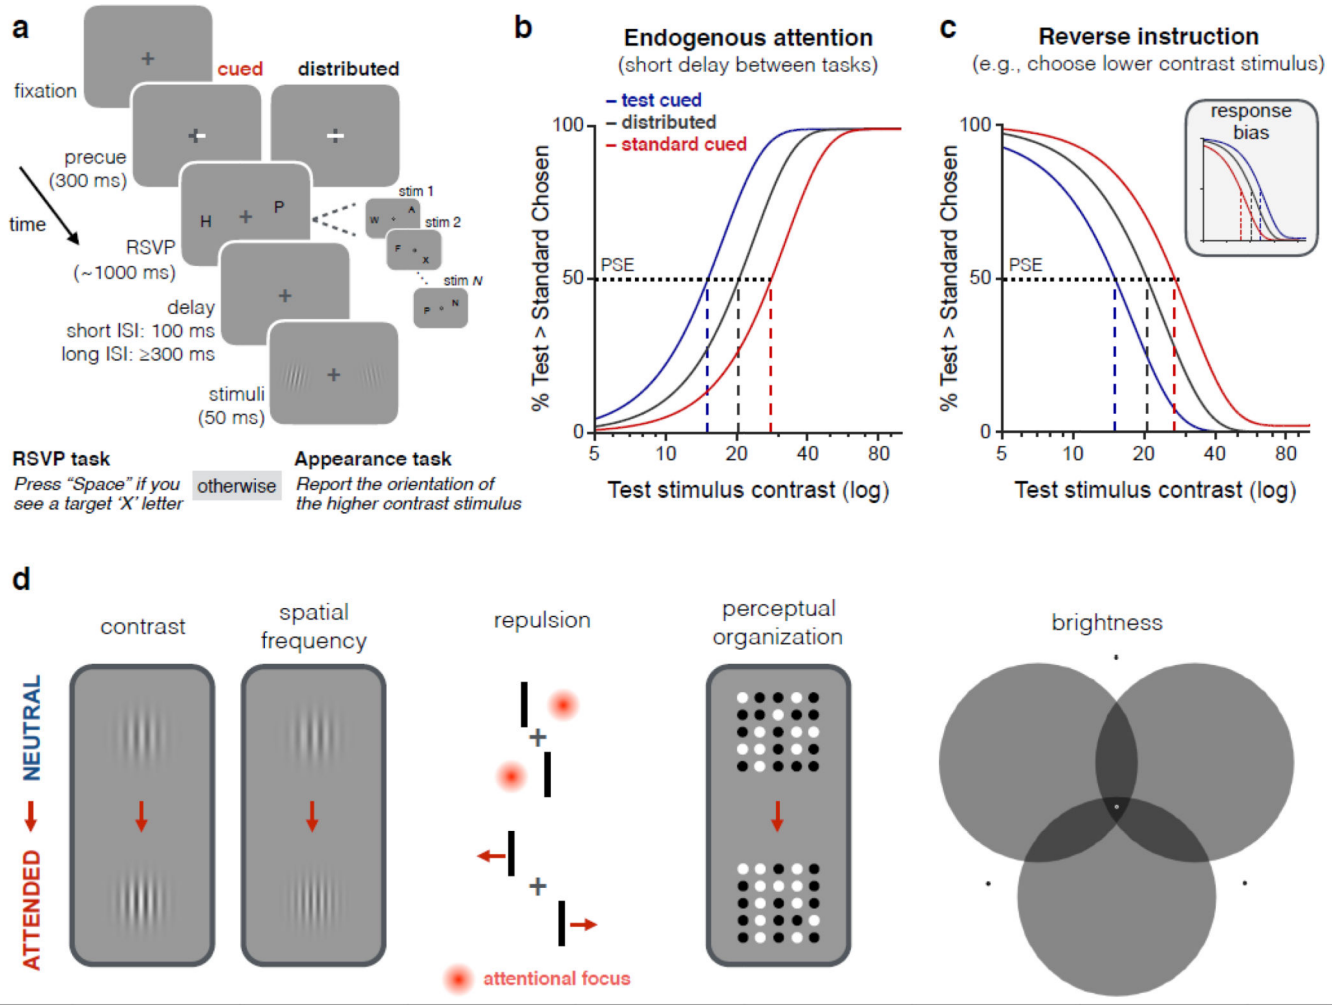 a
fixation
cued
distributed
precue
(300 ms)
time
H
P
stim 1
W
A
stim 2
F
X
stim N
P
N
RSVP
(~1000 ms)
delay
short ISI: 100 ms
long ISI: ≥300 ms
stimuli
(50 ms)
RSVP task
Press “Space” if you
see a target ‘X’ letter
otherwise
Appearance task
Report the orientation of
the higher contrast stimulus
b
Endogenous attention
(short delay between tasks)
– test cued
– distributed
– standard cued
% Test > Standard Chosen
100
50
0
PSE
5 10 20 40 80
Test stimulus contrast (log)
c
Reverse instruction
(e.g., choose lower contrast stimulus)
response
bias
% Test > Standard Chosen
100
50
0
PSE
5 10 20 40 80
Test stimulus contrast (log)
d
NEUTRAL
ATTENDED
contrast
spatial
frequency
repulsion
attentional focus
perceptual
organization
brightness